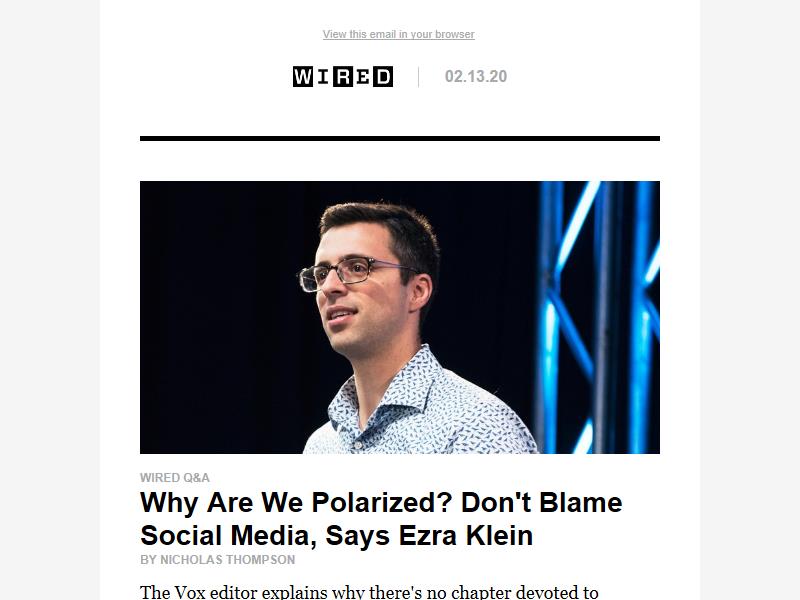 View this email in your browser
WIRED
02.13.20
WIRED Q&A
Why Are We Polarized? Don't Blame
Social Media, Says Ezra Klein
BY NICHOLAS THOMPSON
The Vox editor explains why there's no chapter devoted to